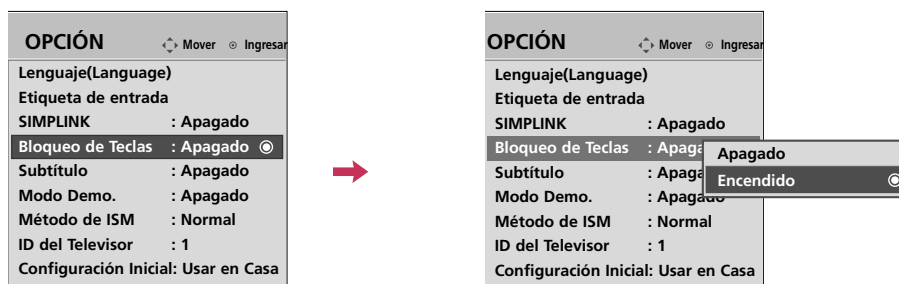 OPCIÓN Mover Ingresar
Lenguaje(Language)
Etiqueta de entrada
SIMPLINK : Apagado
Bloqueo de Teclas : Apagado
Subtítulo : Apagado
Modo Demo. : Apagado
Método de ISM : Normal
ID del Televisor : 1
Configuración Inicial: Usar en Casa
OPCIÓN Mover Ingresar
Lenguaje(Language)
Etiqueta de entrada
SIMPLINK : Apagado
Bloqueo de Teclas : Apaga
Subtítulo : Apaga
Modo Demo. : Apagado
Método de ISM : Normal
ID del Televisor : 1
Configuración Inicial: Usar en Casa
Apagado
Encendido